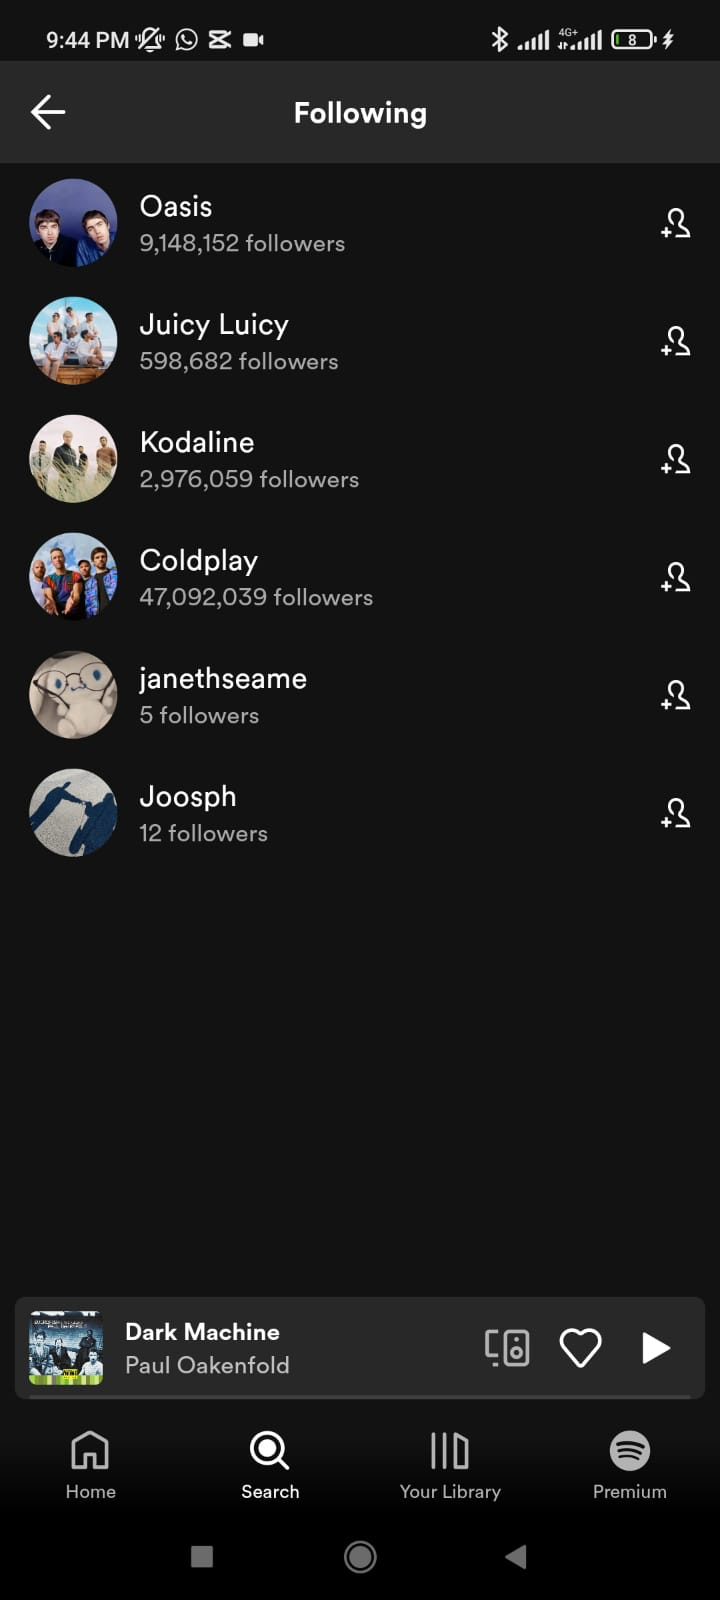 9:44 PM
4G+
8
Following
Oasis
9,148,152 followers
Juicy Luicy
598,682 followers
Kodaline
2,976,059 followers
Coldplay
47,092,039 followers
janethseame
5 followers
Joosph
12 followers
Dark Machine
Paul Oakenfold
Home
Search
Your Library
Premium